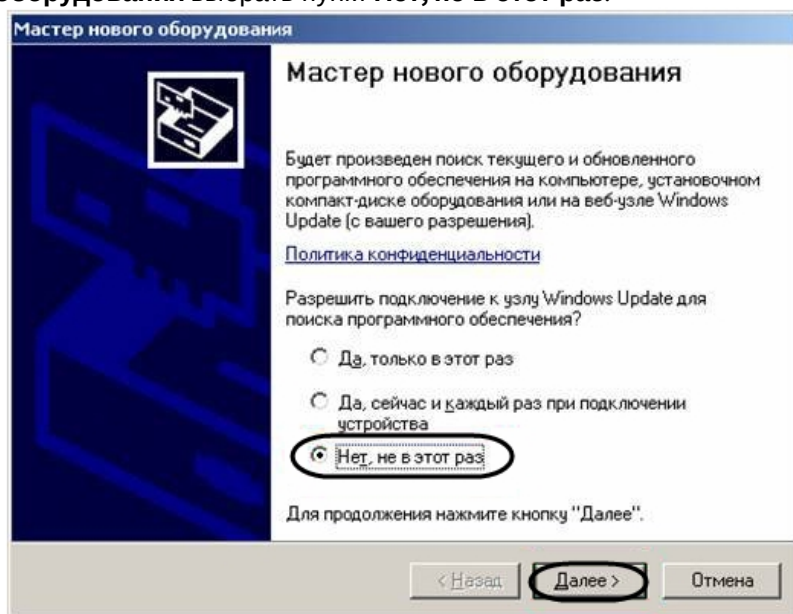 оборудования выбрать пункт Нет, не в этот раз.
Мастер нового оборудования
Мастер нового оборудования
Будет произведен поиск текущего и обновленного
программного обеспечения на компьютере, установочном
компакт-диске оборудования или на веб-узле Windows
Update (с вашего разрешения).
Политика конфиденциальности
Разрешить подключение к узлу Windows Update для
поиска программного обеспечения?
Да, только в этот раз
Да, сейчас и каждый раз при подключении
устройства
Нет, не в этот раз
Для продолжения нажмите кнопку "Далее".
< Назад
Далее >
Отмена